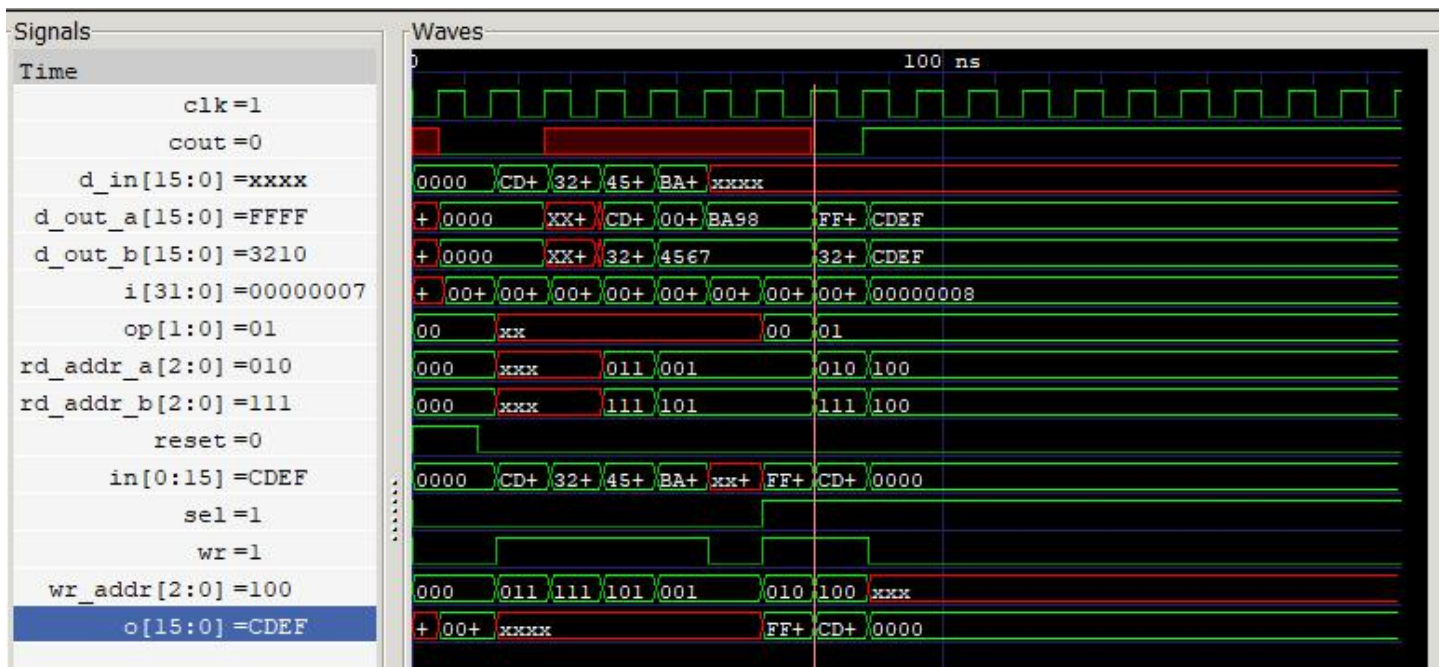 Signals Waves
Time 0 100 ns
clk=1
cout=0
d_in[15:0]=xxxx 0000 CD+ 32+ 45+ BA+ xxxx
d_out_a[15:0]=FFFF + 0000 XX+ CD+ 00+ BA98 FF+ CDEF
d_out_b[15:0]=3210 + 0000 XX+ 32+ 4567 32+ CDEF
i[31:0]=00000007 + 00+ 00+ 00+ 00+ 00+ 00+ 00+ 00+ 00000008
op[1:0]=01 00 xx 00 01
rd_addr_a[2:0]=010 000 xxx 011 001 010 100
rd_addr_b[2:0]=111 000 xxx 111 101 111 100
reset=0
in[0:15]=CDEF 0000 CD+ 32+ 45+ BA+ xx+ FF+ CD+ 0000
sel=1
wr=1
wr_addr[2:0]=100 000 011 111 101 001 010 100 xxx
o[15:0]=CDEF + 00+ xxxx FF+ CD+ 0000